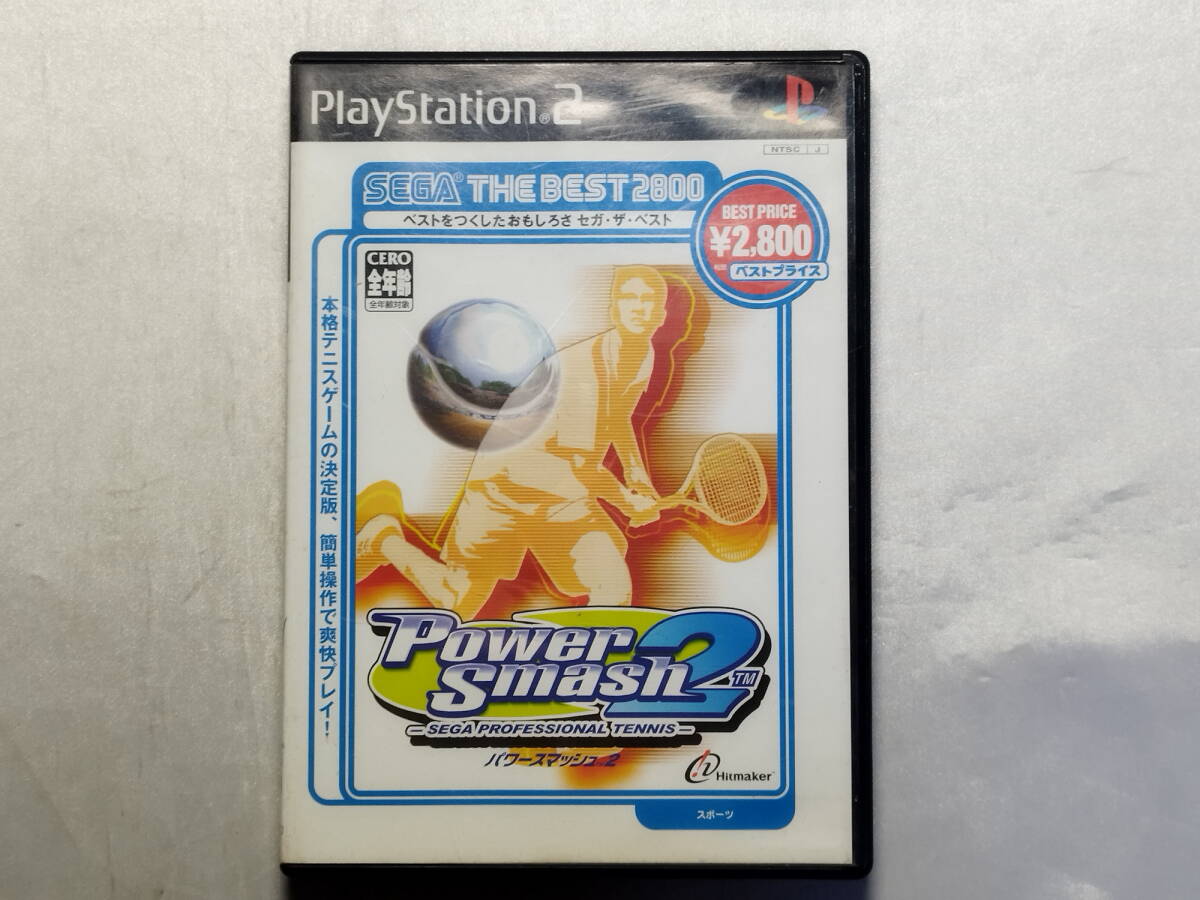 PlayStation®2
NTSC J
SEGA® THE BEST 2800
ベストをつくしたおもしろさ セガ・ザ・ベスト
BEST PRICE
¥2,800
ベストプライス
CERO
全年齢
全年齢対象
本格テニスゲームの決定版、簡単操作で爽快プレイ!
Power
Smash 2™
-SEGA PROFESSIONAL TENNIS-
パワースマッシュ2
Hitmaker™
スポーツ